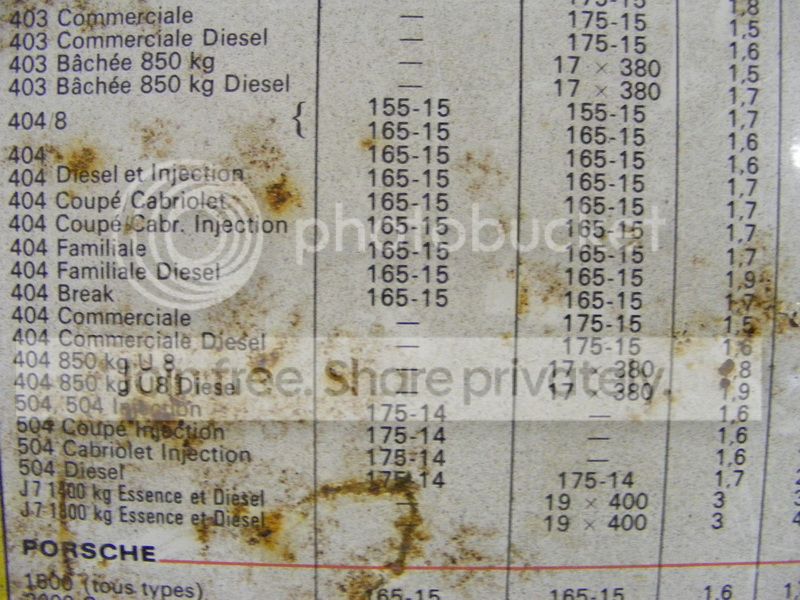 175-15 1,8
403 Commerciale — 175-15 1,5
403 Commerciale Diesel — 175-15 1,6
403 Bâchée 850 kg — 17 × 380 1,5
403 Bâchée 850 kg Diesel — 17 × 380 1,7
404/8 { 155-15 155-15 1,7
165-15 165-15 1,6
404 165-15 165-15 1,6
404 Diesel et Injection 165-15 165-15 1,7
404 Coupé/Cabriolet 165-15 165-15 1,7
404 Coupé/Cabr. Injection 165-15 165-15 1,7
404 Familiale 165-15 165-15 1,7
404 Familiale Diesel 165-15 165-15 1,9
404 Break 165-15 165-15 1,7
404 Commerciale — 175-15 1,5
404 Commerciale Diesel — 175-15 1,6
404 850 kg U 8 — 17 × 380 ,8
404 850 kg U8 Diesel — 17 × 380 1,9
504, 504 Injection 175-14 — 1,6
504 Coupé Injection 175-14 — 1,6
504 Cabriolet Injection 175-14 — 1,6
504 Diesel 175-14 175-14 1,7
J7 1400 kg Essence et Diesel — 19 × 400 3
J7 1800 kg Essence et Diesel 19 × 400 3
PORSCHE
1600 (tous types) 165-15 165-15 1,6
photobucket
Join free. Share privately.